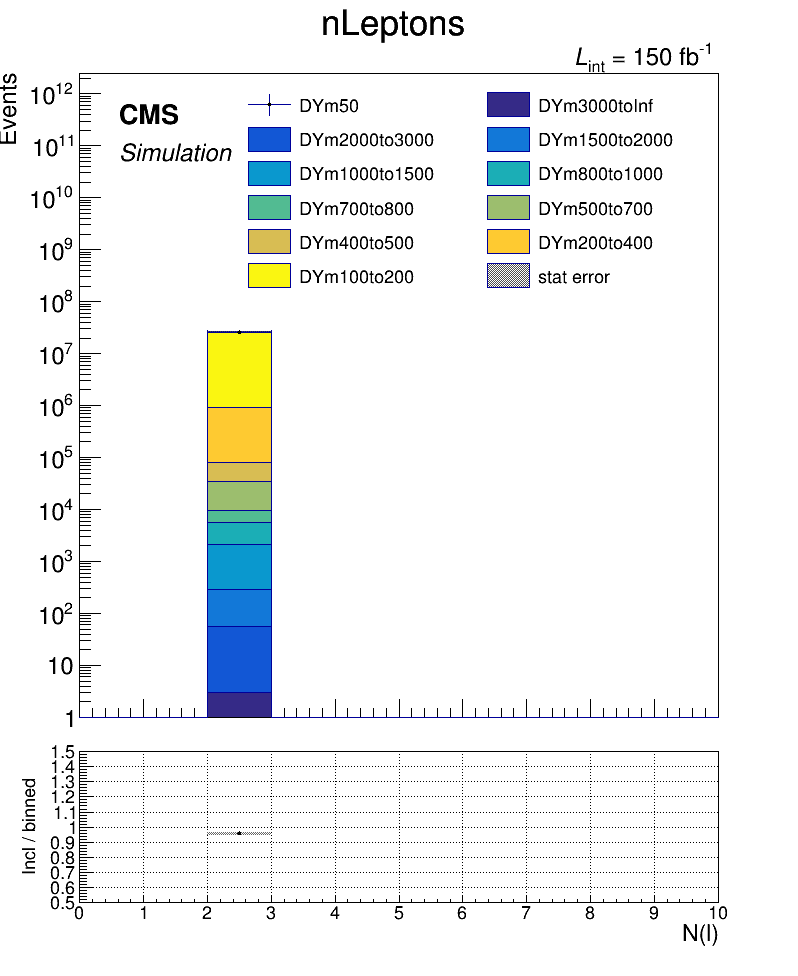 nLeptons
L_int = 150 fb^-1
Events
CMS
Simulation
DYm50
DYm3000toInf
DYm2000to3000
DYm1500to2000
DYm1000to1500
DYm800to1000
DYm700to800
DYm500to700
DYm400to500
DYm200to400
DYm100to200
stat error
10^12
10^11
10^10
10^9
10^8
10^7
10^6
10^5
10^4
10^3
10^2
10
1
Incl / binned
1.5
1.4
1.3
1.2
1.1
1
0.9
0.8
0.7
0.6
0.5
0 1 2 3 4 5 6 7 8 9 10
N(l)